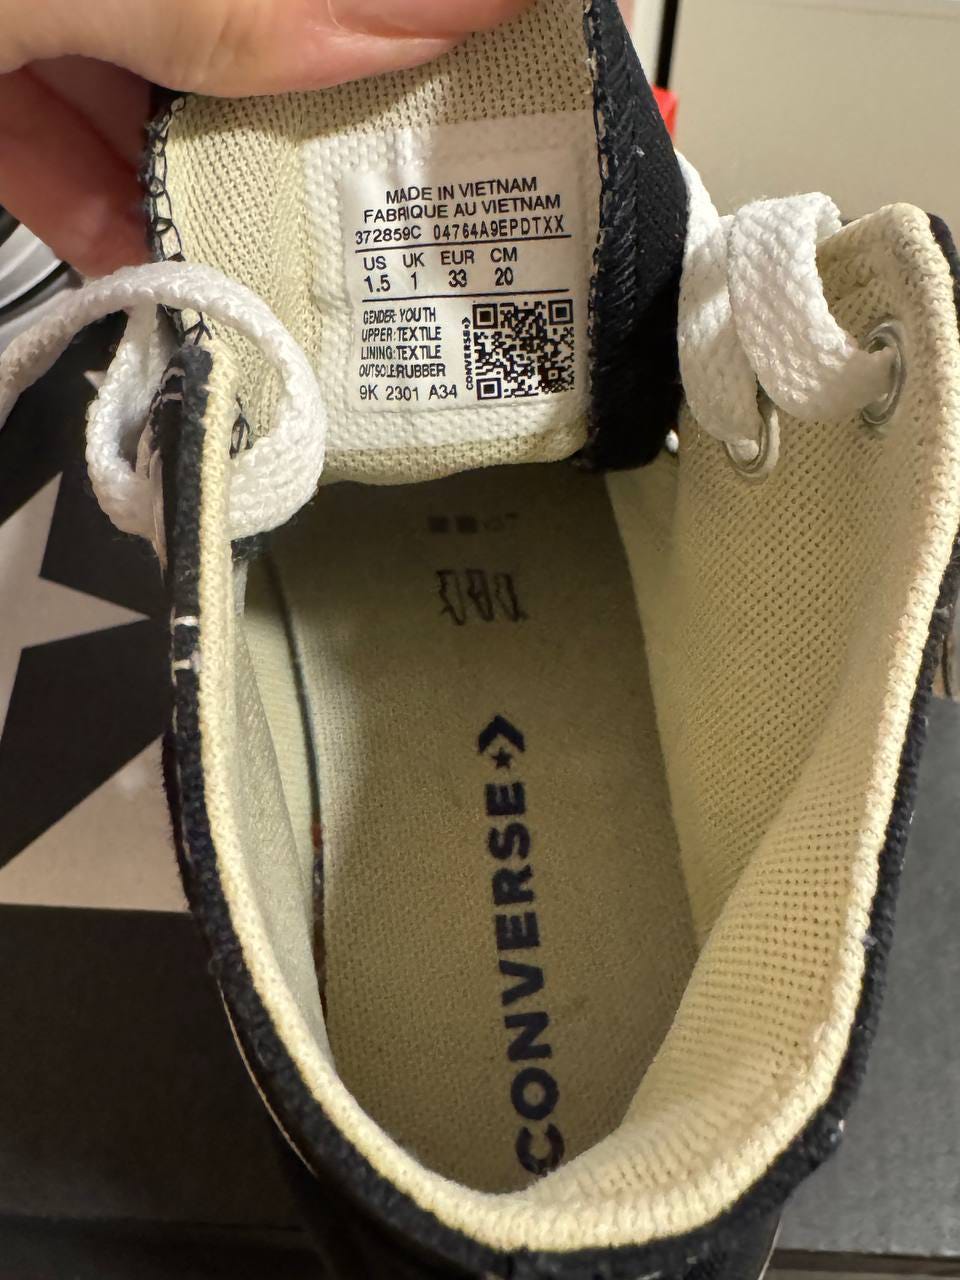 MADE IN VIETNAM
FABRIQUE AU VIETNAM
372859C 04764A9EPDTXX
US UK EUR CM
1.5 1 33 20
GENDER: YOUTH
UPPER: TEXTILE
LINING: TEXTILE
OUTSOLE:RUBBER
9K 2301 A34
CONVERSE
CONVERSE